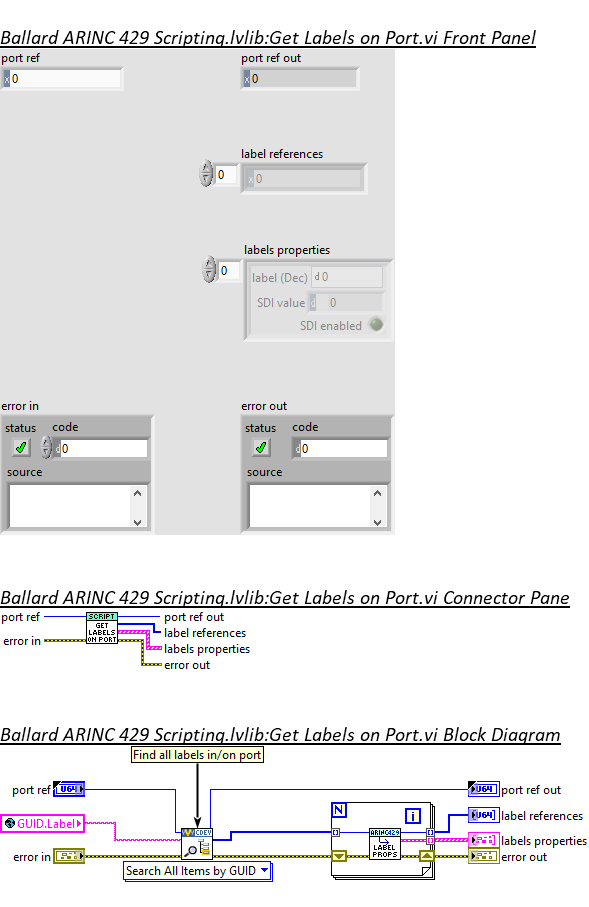 Ballard ARINC 429 Scripting.lvlib:Get Labels on Port.vi Front Panel
port ref
port ref out
x 0
x 0
label references
0
x 0
labels properties
0
label (Dec)
d 0
SDI value
d 0
SDI enabled
error in
error out
status code
status code
d 0
d 0
source
source
Ballard ARINC 429 Scripting.lvlib:Get Labels on Port.vi Connector Pane
port ref
SCRIPT
GET
LABELS
ON PORT
port ref out
label references
error in
labels properties
error out
Ballard ARINC 429 Scripting.lvlib:Get Labels on Port.vi Block Diagram
Find all labels in/on port
port ref
U64
U64
port ref out
N
i
GUID.Label
CDEV
ARINC429
LABEL
PROPS
[U64]
label references
labels properties
error in
error out
Search All Items by GUID